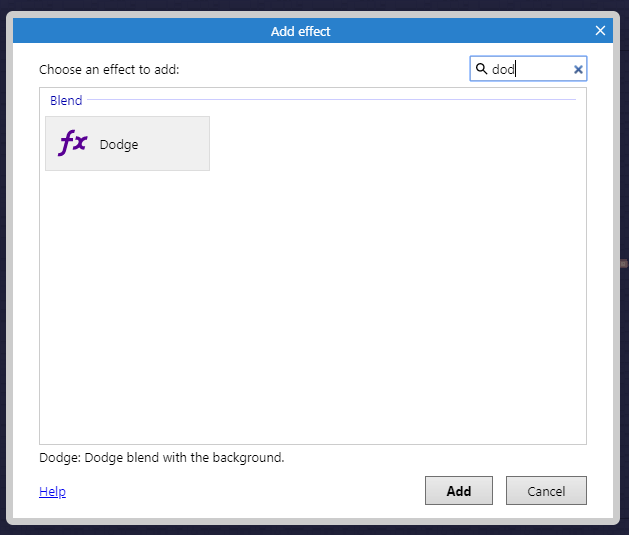 Add effect
Choose an effect to add:
dod
Blend
fx Dodge
Dodge: Dodge blend with the background.
Help
Add
Cancel